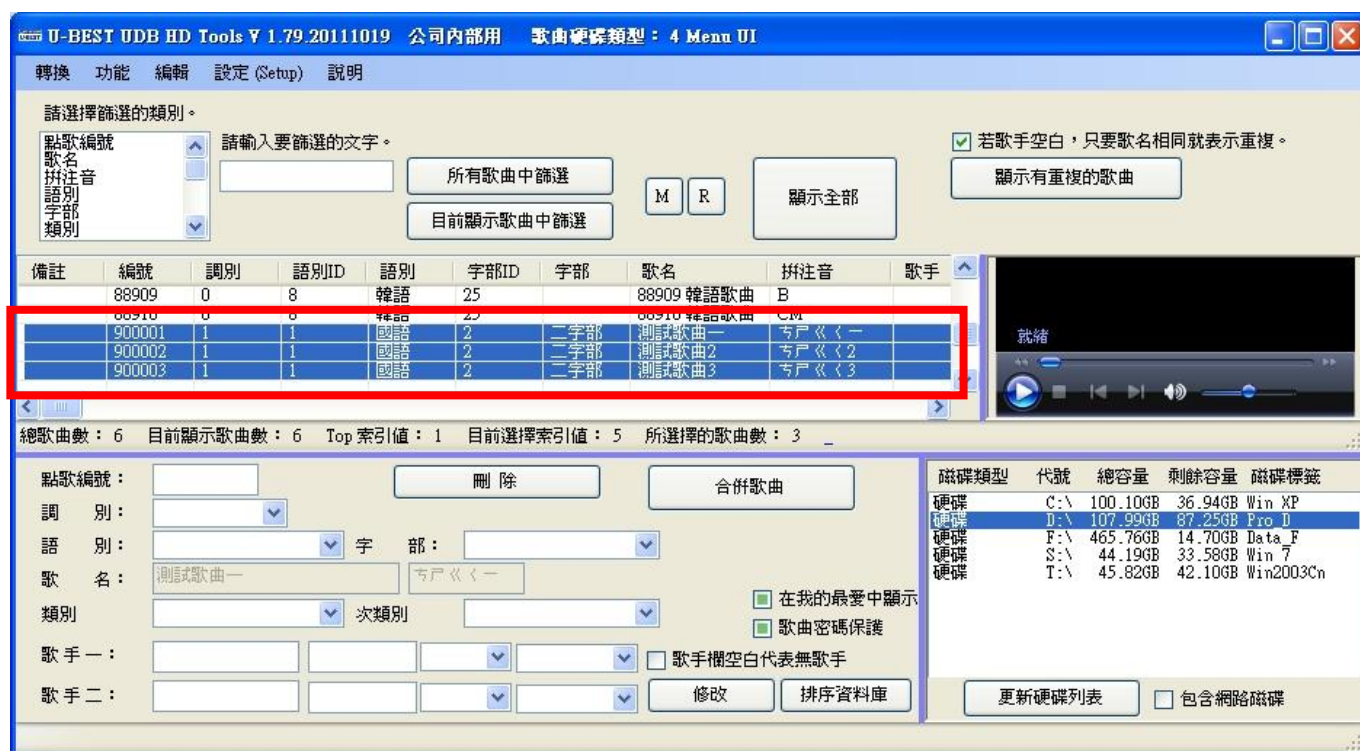 U-BEST UDB HD Tools V 1.79.20111019 公司內部用 歌曲硬碟類型： 4 Menu UI
轉換 功能 編輯 設定 (Setup) 說明
請選擇篩選的類別。
點歌編號
歌名
拼注音
語別
字部
類別
請輸入要篩選的文字。
所有歌曲中篩選
目前顯示歌曲中篩選
M R
顯示全部
若歌手空白，只要歌名相同就表示重複。
顯示有重複的歌曲
備註 編號 調別 語別ID 語別 字部ID 字部 歌名 拼注音 歌手
88909 0 8 韓語 25 88909 韓語歌曲 B
88910 0 8 韓語 25 88910 韓語歌曲 CM
900001 1 1 國語 2 二字部 測試歌曲一 ㄘㄕㄍㄑㄧ
900002 1 1 國語 2 二字部 測試歌曲2 ㄘㄕㄍㄑ2
900003 1 1 國語 2 二字部 測試歌曲3 ㄘㄕㄍㄑ3
就緒
總歌曲數： 6 目前顯示歌曲數： 6 Top 索引值： 1 目前選擇索引值： 5 所選擇的歌曲數： 3 _
點歌編號： 刪 除 合併歌曲
調 別：
語 別： 字 部：
歌 名： 測試歌曲一 ㄘㄕㄍㄑㄧ
類別 次類別
在我的最愛中顯示
歌曲密碼保護
歌手一： 歌手欄空白代表無歌手
歌手二： 修改 排序資料庫
磁碟類型 代號 總容量 剩餘容量 磁碟標籤
硬碟 C:\ 100.10GB 36.94GB Win XP
硬碟 D:\ 107.99GB 87.25GB Pro_D
硬碟 F:\ 465.76GB 14.70GB Data_F
硬碟 S:\ 44.19GB 33.58GB Win 7
硬碟 T:\ 45.82GB 42.10GB Win2003Cn
更新硬碟列表 包含網路磁碟